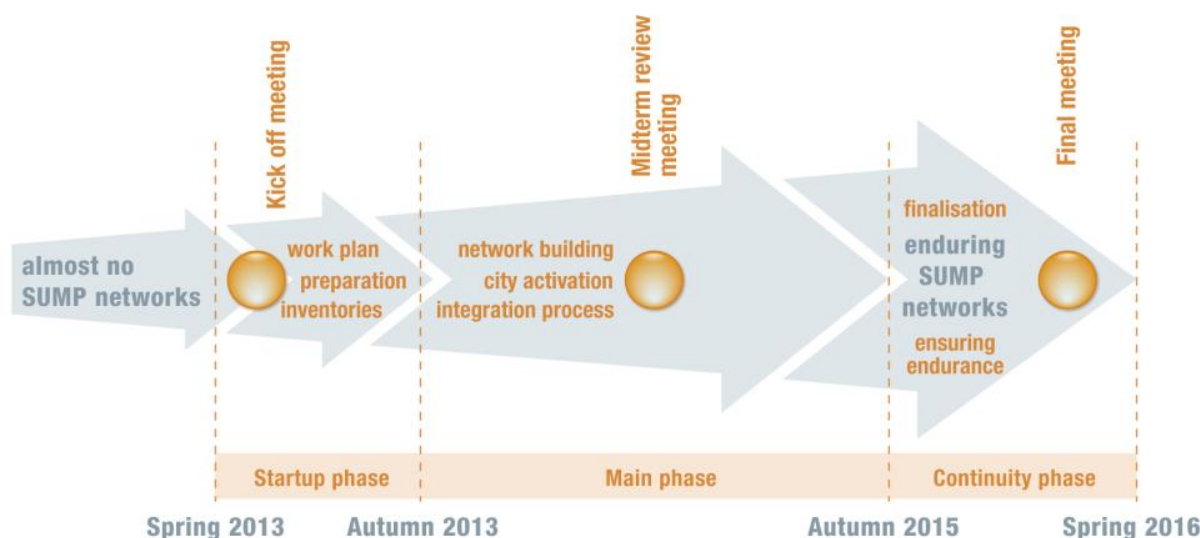 Kick off meeting
Midterm review
meeting
Final meeting
almost no
SUMP networks
work plan
preparation
inventories
network building
city activation
integration process
finalisation
enduring
SUMP
networks
ensuring
endurance
Startup phase
Main phase
Continuity phase
Spring 2013
Autumn 2013
Autumn 2015
Spring 2016